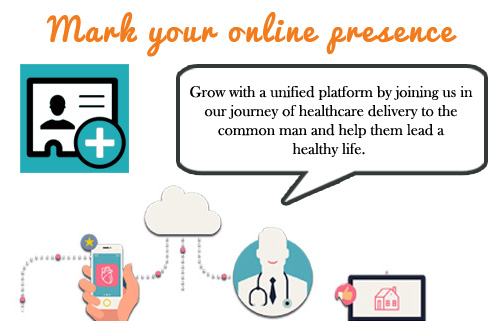 Mark your online presence
Grow with a unified platform by joining us in
our journey of healthcare delivery to the
common man and help them lead a
healthy life.